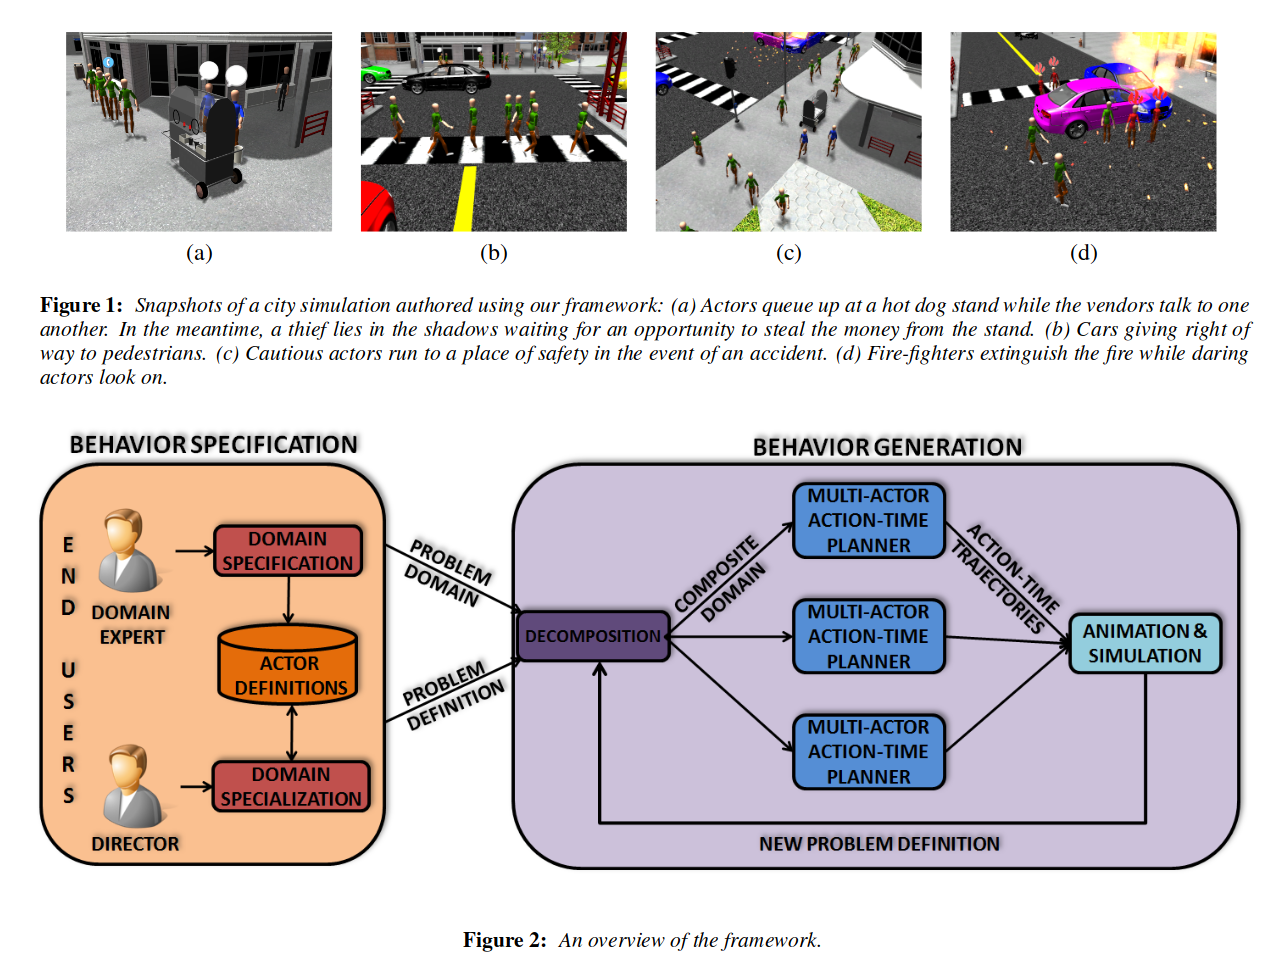 (a)
(b)
(c)
(d)
Figure 1: Snapshots of a city simulation authored using our framework: (a) Actors queue up at a hot dog stand while the vendors talk to one
another. In the meantime, a thief lies in the shadows waiting for an opportunity to steal the money from the stand. (b) Cars giving right of
way to pedestrians. (c) Cautious actors run to a place of safety in the event of an accident. (d) Fire-fighters extinguish the fire while daring
actors look on.
BEHAVIOR SPECIFICATION
END USERS
DOMAIN
EXPERT
DOMAIN
SPECIFICATION
ACTOR
DEFINITIONS
DIRECTOR
DOMAIN
SPECIALIZATION
PROBLEM
DOMAIN
PROBLEM
DEFINITION
BEHAVIOR GENERATION
DECOMPOSITION
COMPOSITE
DOMAIN
MULTI-ACTOR
ACTION-TIME
PLANNER
MULTI-ACTOR
ACTION-TIME
PLANNER
MULTI-ACTOR
ACTION-TIME
PLANNER
ACTION-TIME
TRAJECTORIES
ANIMATION &
SIMULATION
NEW PROBLEM DEFINITION
Figure 2: An overview of the framework.